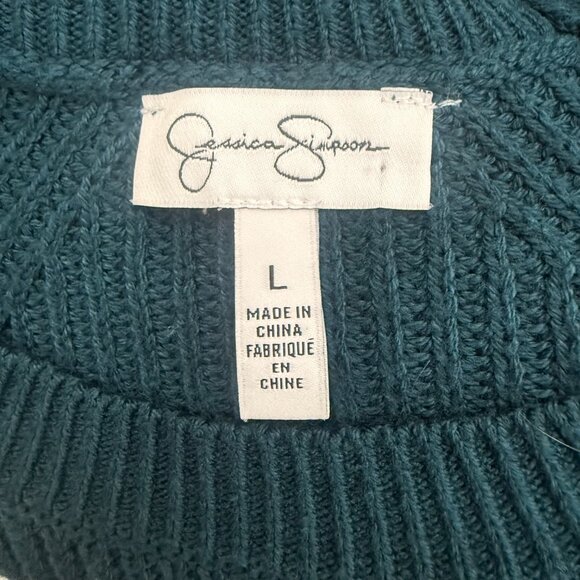 Jessica Simpson
L
MADE IN
CHINA
FABRIQUÉ
EN
CHINE